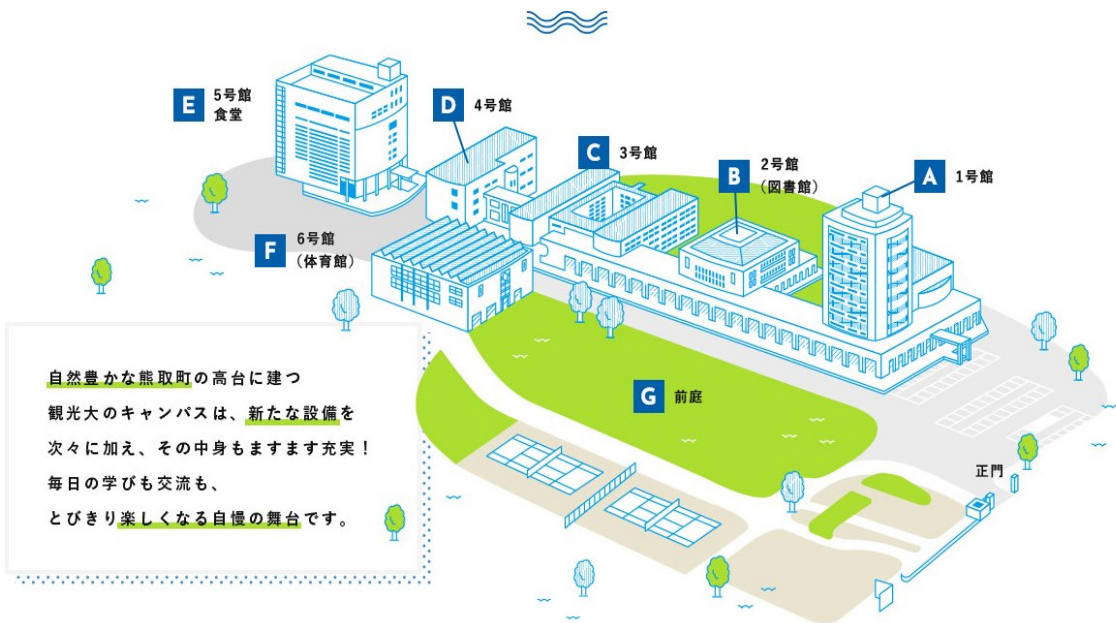 E
5号館
食堂
D
4号館
C
3号館
B
2号館
(図書館)
A
1号館
F
6号館
(体育館)
G
前庭
正門
自然豊かな熊取町の高台に建つ
観光大のキャンパスは、新たな設備を
次々に加え、その中身もますます充実！
毎日の学びも交流も、
とびきり楽しくなる自慢の舞台です。